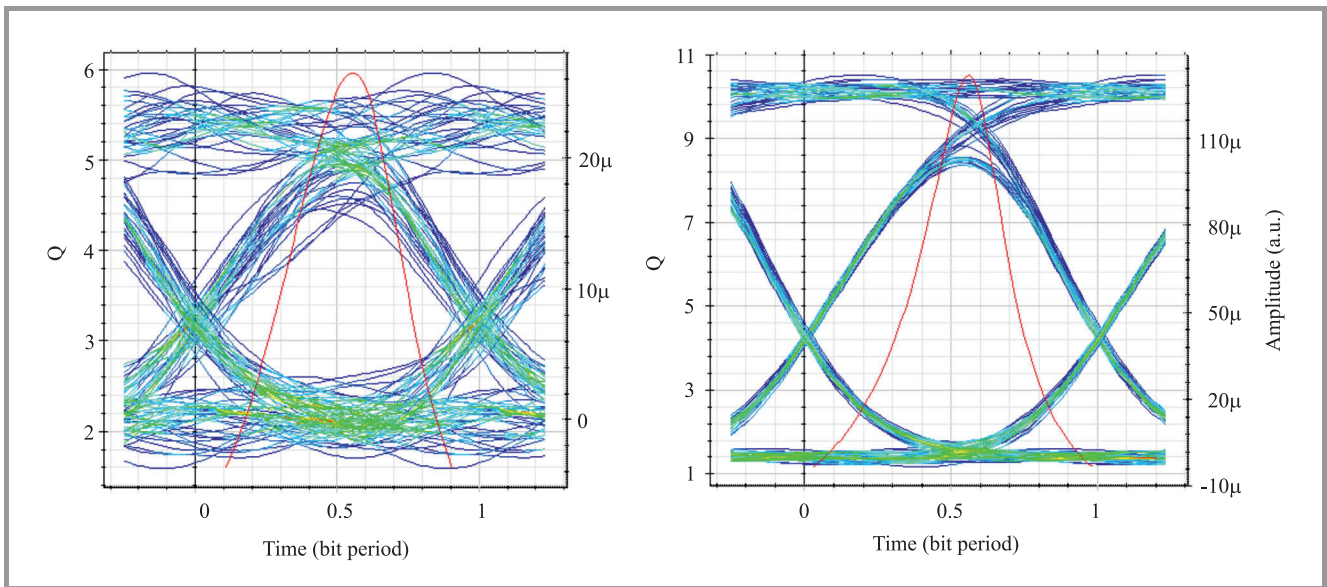 6
5
4
3
2
Q
20µ
10µ
0
0 0.5 1
Time (bit period)
11
9
7
5
3
1
Q
110µ
80µ
50µ
20µ
-10µ
Amplitude (a.u.)
0 0.5 1
Time (bit period)